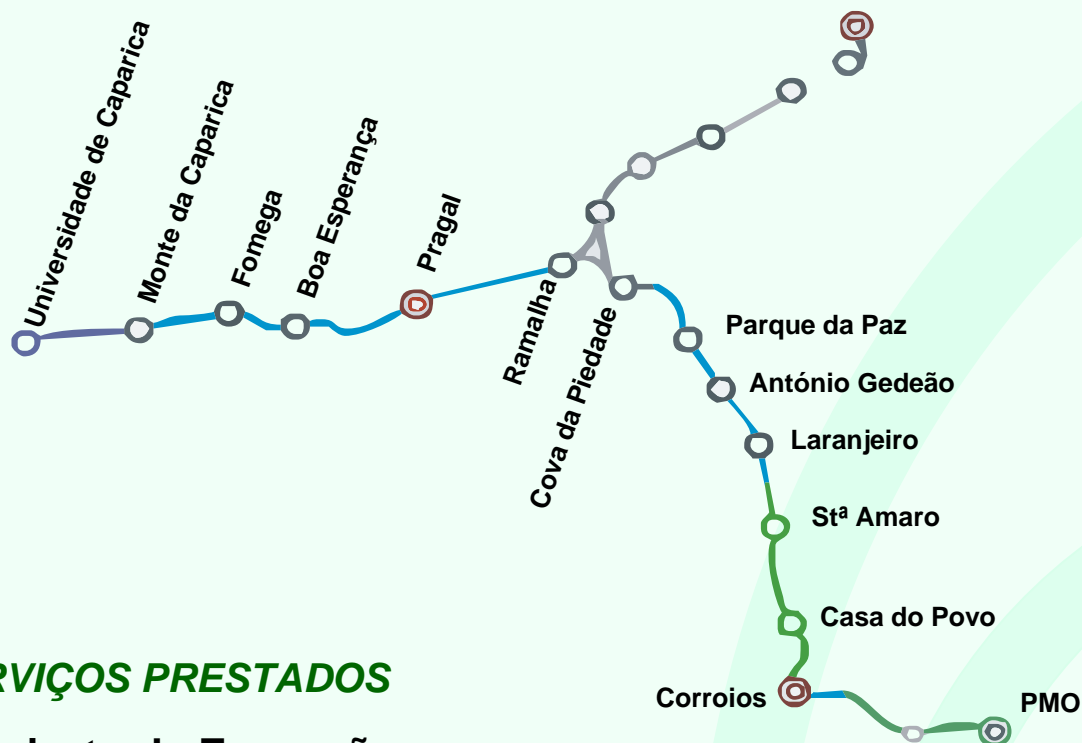 Universidade de Caparica
Monte da Caparica
Fomega
Boa Esperança
Pragal
Ramalha
Cova da Piedade
Parque da Paz
António Gedeão
Laranjeiro
Stª Amaro
Casa do Povo
Corroios
PMO
RVIÇOS PRESTADOS